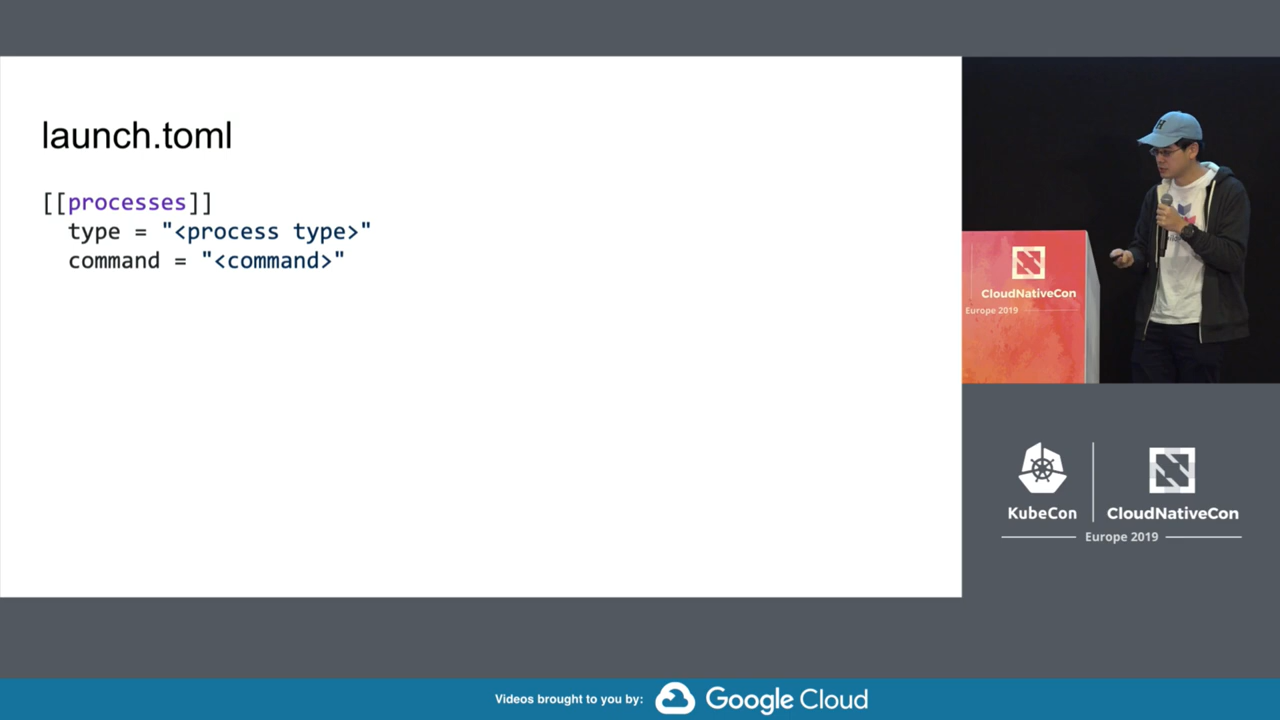 launch.toml
[[processes]]
type = "<process type>"
command = "<command>"
H
CloudNativeCon
Europe 2019
KubeCon
CloudNativeCon
Europe 2019
Videos brought to you by:
Google Cloud